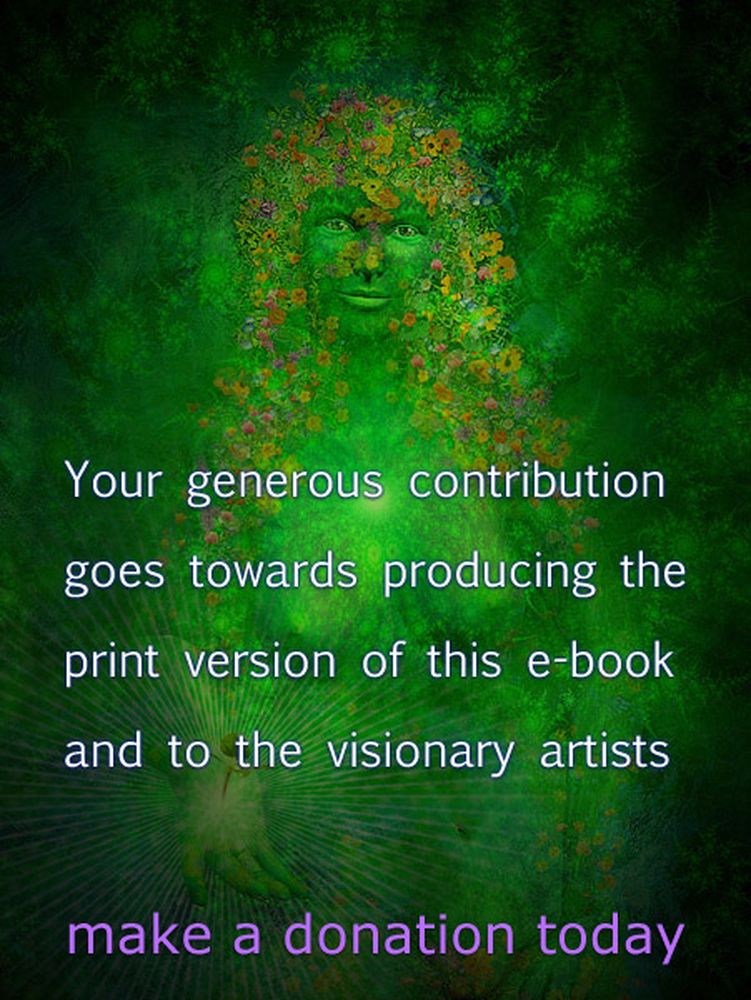 Your generous contribution
goes towards producing the
print version of this e-book
and to the visionary artists
make a donation today